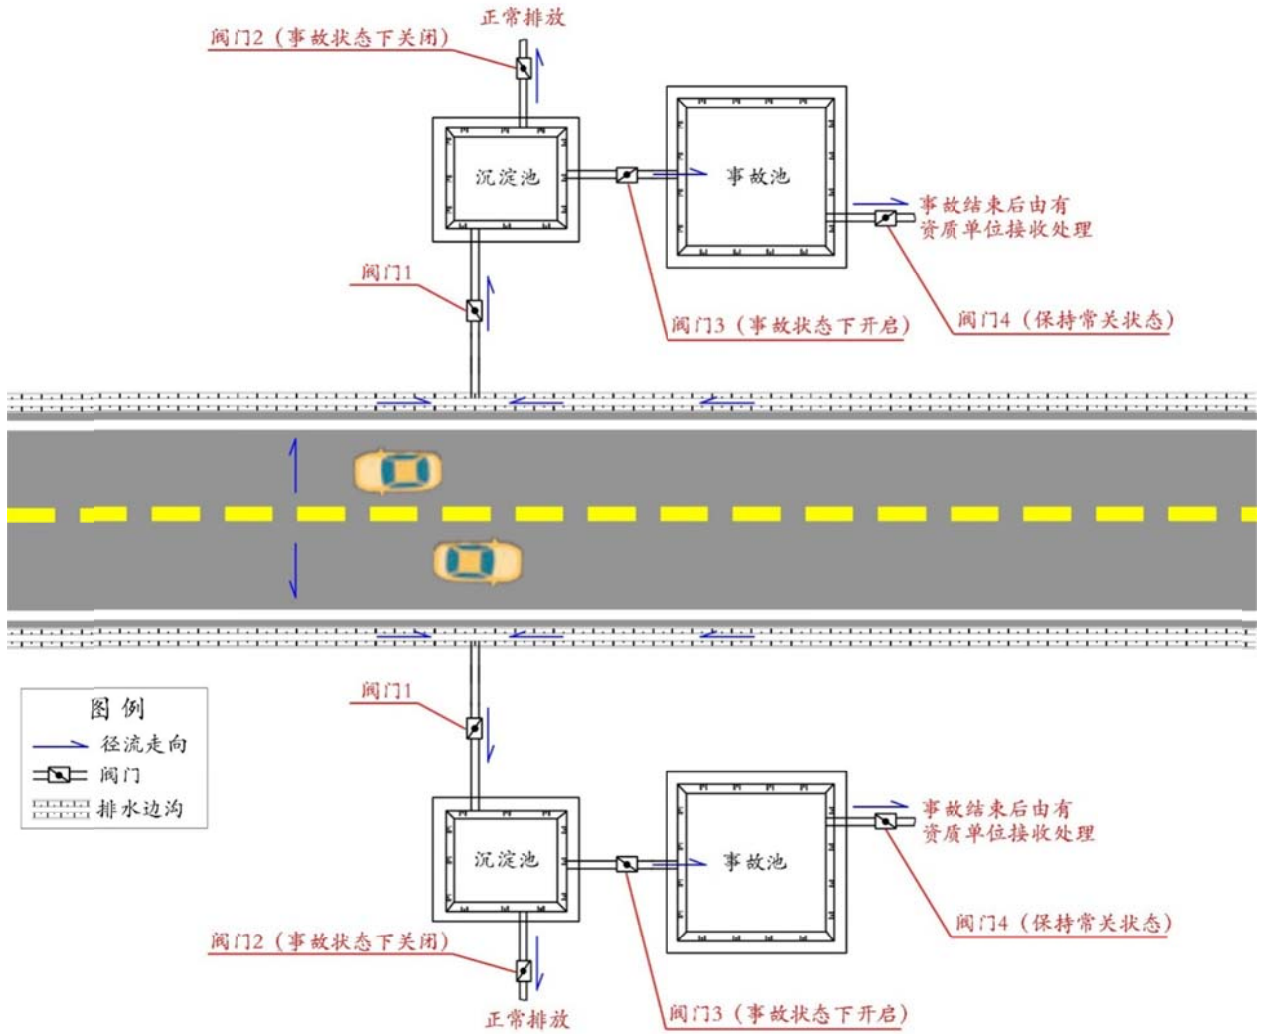 正常排放
阀门2（事故状态下关闭）
沉淀池
事故池
事故结束后由有
资质单位接收处理
阀门1
阀门3（事故状态下开启）
阀门4（保持常关状态）
阀门1
图例
径流走向
阀门
排水边沟
沉淀池
事故池
事故结束后由有
资质单位接收处理
阀门2（事故状态下关闭）
阀门4（保持常关状态）
正常排放
阀门3（事故状态下开启）